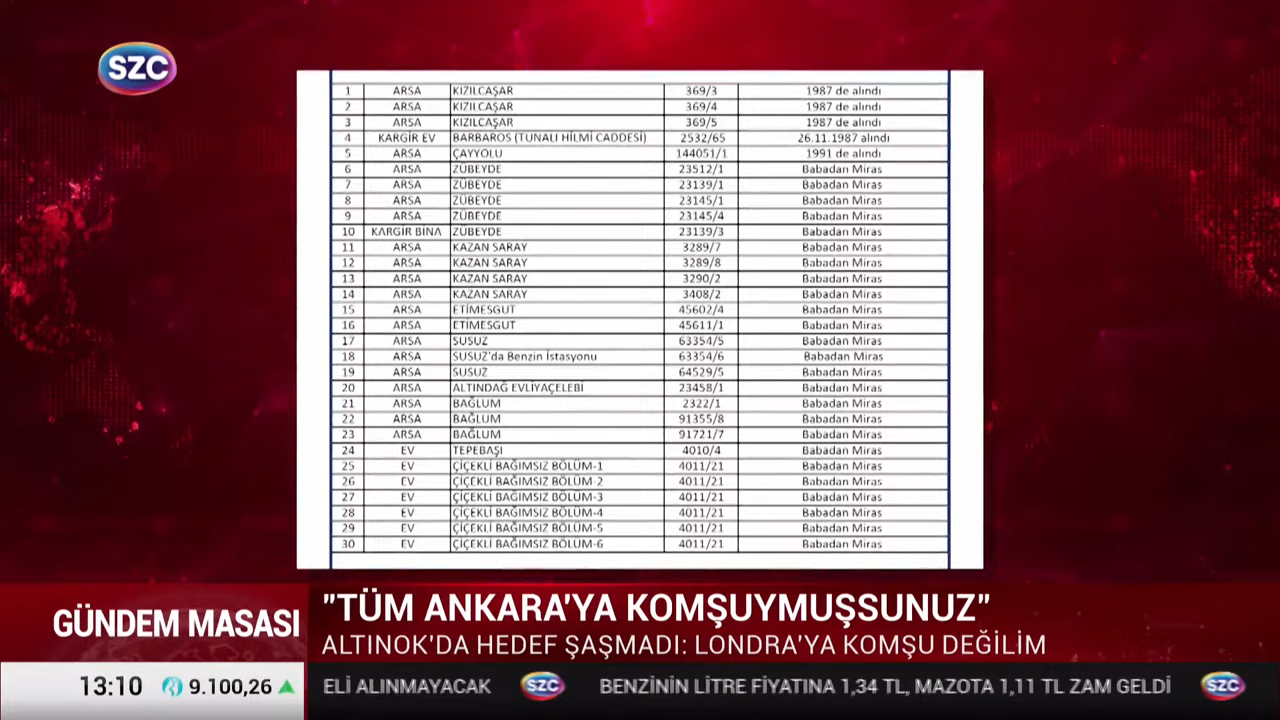 SZC
1 ARSA KIZILCAŞAR 369/3 1987 de alındı
2 ARSA KIZILCAŞAR 369/4 1987 de alındı
3 ARSA KIZILCAŞAR 369/5 1987 de alındı
4 KARGİR EV BARBAROS (TUNALI HİLMİ CADDESİ) 2532/65 26.11.1987 alındı
5 ARSA ÇAYYOLU 144051/1 1991 de alındı
6 ARSA ZÜBEYDE 23512/1 Babadan Miras
7 ARSA ZÜBEYDE 23139/1 Babadan Miras
8 ARSA ZÜBEYDE 23145/1 Babadan Miras
9 ARSA ZÜBEYDE 23145/4 Babadan Miras
10 KARGİR BİNA ZÜBEYDE 23139/3 Babadan Miras
11 ARSA KAZAN SARAY 3289/7 Babadan Miras
12 ARSA KAZAN SARAY 3289/8 Babadan Miras
13 ARSA KAZAN SARAY 3290/2 Babadan Miras
14 ARSA KAZAN SARAY 3408/2 Babadan Miras
15 ARSA ETİMESGUT 45602/4 Babadan Miras
16 ARSA ETİMESGUT 45611/1 Babadan Miras
17 ARSA SUSUZ 63354/5 Babadan Miras
18 ARSA SUSUZ'da Benzin İstasyonu 63354/6 Babadan Miras
19 ARSA SUSUZ 64529/5 Babadan Miras
20 ARSA ALTINDAĞ EVLİYAÇELEBİ 23458/1 Babadan Miras
21 ARSA BAĞLUM 2322/1 Babadan Miras
22 ARSA BAĞLUM 91355/8 Babadan Miras
23 ARSA BAĞLUM 91721/7 Babadan Miras
24 EV TEPEBAŞI 4010/4 Babadan Miras
25 EV ÇİÇEKLİ BAĞIMSIZ BÖLÜM-1 4011/21 Babadan Miras
26 EV ÇİÇEKLİ BAĞIMSIZ BÖLÜM-2 4011/21 Babadan Miras
27 EV ÇİÇEKLİ BAĞIMSIZ BÖLÜM-3 4011/21 Babadan Miras
28 EV ÇİÇEKLİ BAĞIMSIZ BÖLÜM-4 4011/21 Babadan Miras
29 EV ÇİÇEKLİ BAĞIMSIZ BÖLÜM-5 4011/21 Babadan Miras
30 EV ÇİÇEKLİ BAĞIMSIZ BÖLÜM-6 4011/21 Babadan Miras
GÜNDEM MASASI
"TÜM ANKARA'YA KOMŞUYMUŞSUNUZ"
ALTINOK'DA HEDEF ŞAŞMADI: LONDRA'YA KOMŞU DEĞİLİM
13:10 9.100,26
ELİ ALINMAYACAK SZC BENZİNİN LİTRE FİYATINA 1,34 TL, MAZOTA 1,11 TL ZAM GELDİ SZC